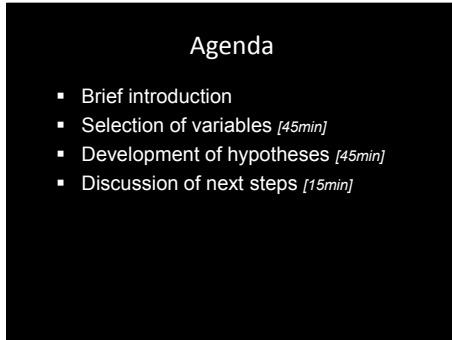 Agenda
▪ Brief introduction
▪ Selection of variables [45min]
▪ Development of hypotheses [45min]
▪ Discussion of next steps [15min]